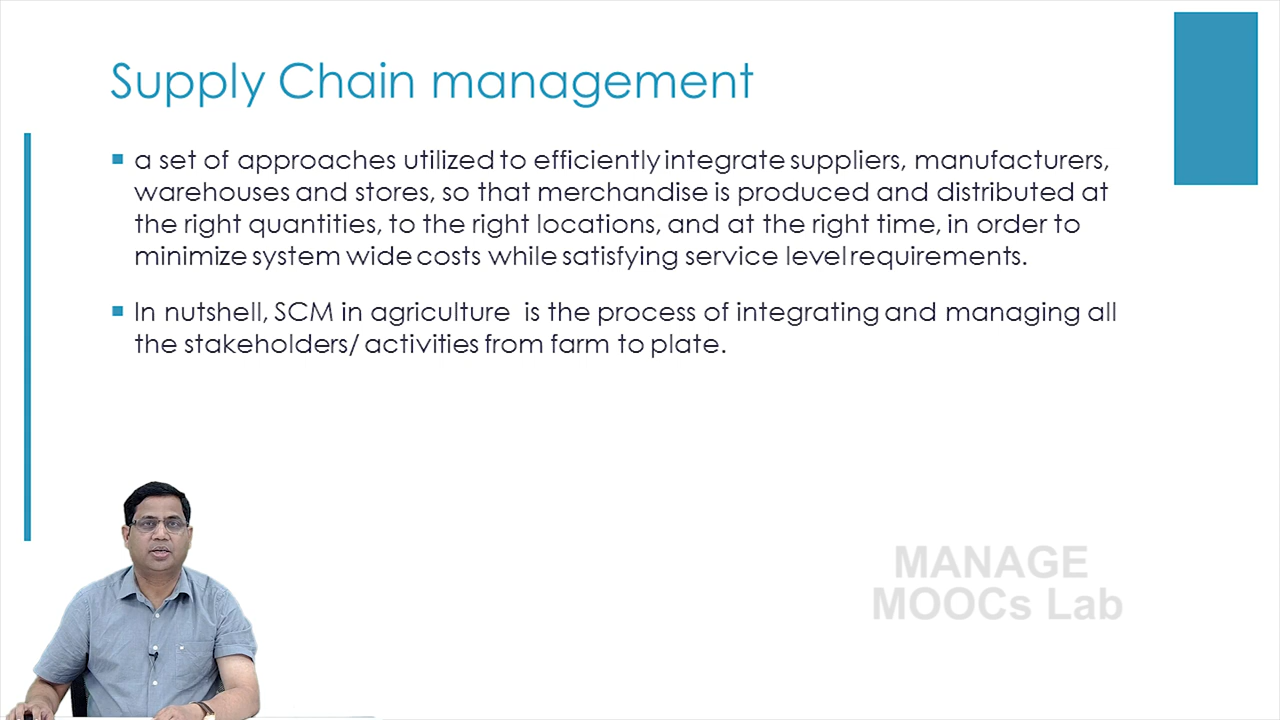 Supply Chain management
a set of approaches utilized to efficiently integrate suppliers, manufacturers,
warehouses and stores, so that merchandise is produced and distributed at
the right quantities, to the right locations, and at the right time, in order to
minimize system wide costs while satisfying service level requirements.
In nutshell, SCM in agriculture is the process of integrating and managing all
the stakeholders/ activities from farm to plate.
MANAGE
MOOCs Lab